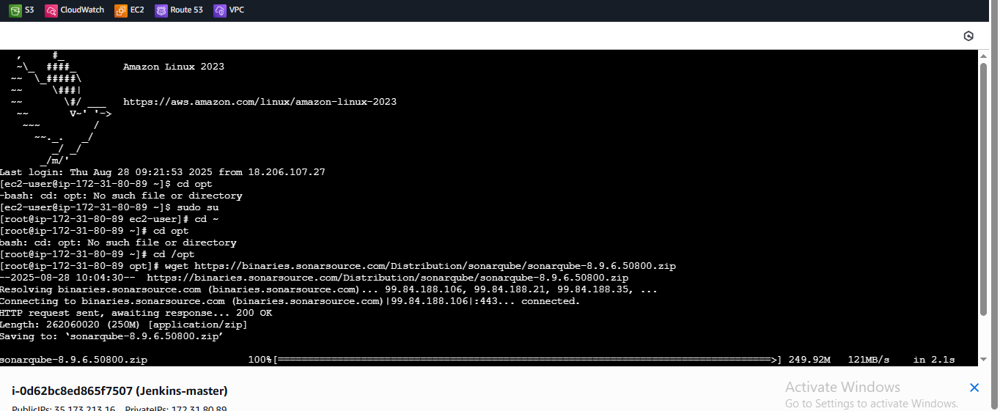 S3 CloudWatch EC2 Route 53 VPC
   ,     #_
   ~\_  ####_        Amazon Linux 2023
  ~~  \_#####\
  ~~     \###|
  ~~       \#/ ___   https://aws.amazon.com/linux/amazon-linux-2023
   ~~       V~' '->
    ~~~         /
      ~~._.   _/
         _/ _/
       _/m/'
Last login: Thu Aug 28 09:21:53 2025 from 18.206.107.27
[ec2-user@ip-172-31-80-89 ~]$ cd opt
-bash: cd: opt: No such file or directory
[ec2-user@ip-172-31-80-89 ~]$ sudo su
[root@ip-172-31-80-89 ec2-user]# cd ~
[root@ip-172-31-80-89 ~]# cd opt
bash: cd: opt: No such file or directory
[root@ip-172-31-80-89 ~]# cd /opt
[root@ip-172-31-80-89 opt]# wget https://binaries.sonarsource.com/Distribution/sonarqube/sonarqube-8.9.6.50800.zip
--2025-08-28 10:04:30--  https://binaries.sonarsource.com/Distribution/sonarqube/sonarqube-8.9.6.50800.zip
Resolving binaries.sonarsource.com (binaries.sonarsource.com)... 99.84.188.106, 99.84.188.21, 99.84.188.35, ...
Connecting to binaries.sonarsource.com (binaries.sonarsource.com)|99.84.188.106|:443... connected.
HTTP request sent, awaiting response... 200 OK
Length: 262060020 (250M) [application/zip]
Saving to: ‘sonarqube-8.9.6.50800.zip’
sonarqube-8.9.6.50800.zip                 100%[====================================================================================>] 249.92M   121MB/s    in 2.1s
i-0d62bc8ed865f7507 (Jenkins-master)
PublicIPs: 35.173.213.16 PrivateIPs: 172.31.80.89
Activate Windows
Go to Settings to activate Windows.